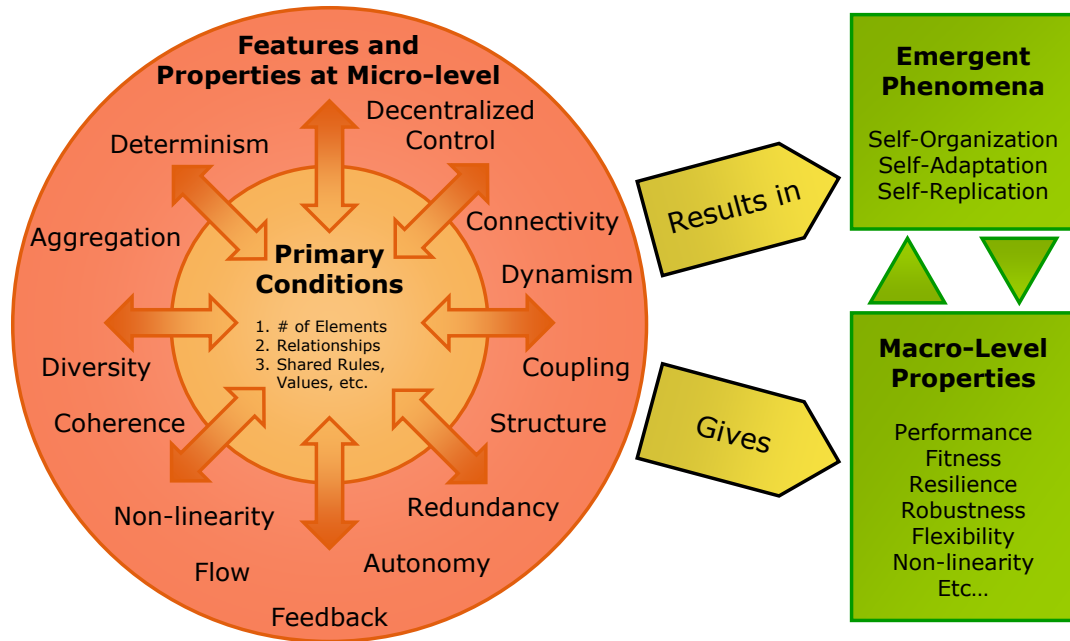 Features and
Properties at Micro-level
Decentralized
Control
Determinism
Connectivity
Aggregation
Dynamism
Diversity
Coupling
Coherence
Structure
Non-linearity
Redundancy
Flow
Autonomy
Feedback
Primary
Conditions
1. # of Elements
2. Relationships
3. Shared Rules,
Values, etc.
Results in
Gives
Emergent
Phenomena
Self-Organization
Self-Adaptation
Self-Replication
Macro-Level
Properties
Performance
Fitness
Resilience
Robustness
Flexibility
Non-linearity
Etc...